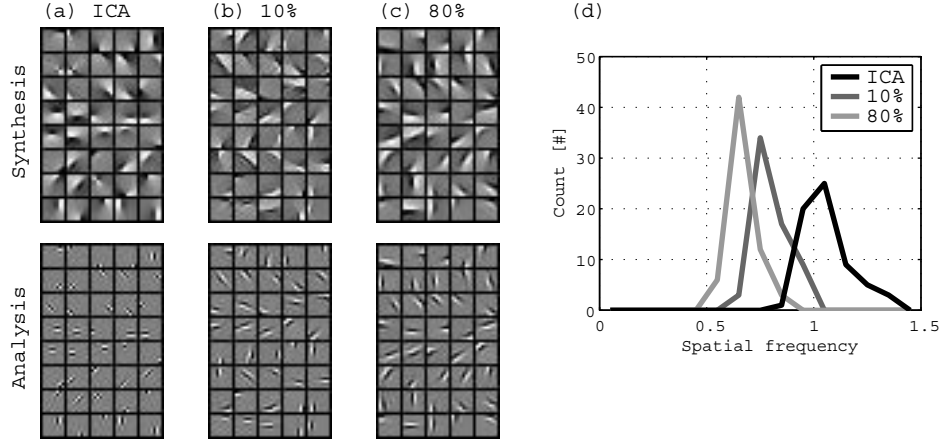 (a) ICA
(b) 10%
(c) 80%
(d)
Synthesis
Analysis
50
40
30
20
10
0
Count [#]
ICA
10%
80%
0
0.5
1
1.5
Spatial frequency